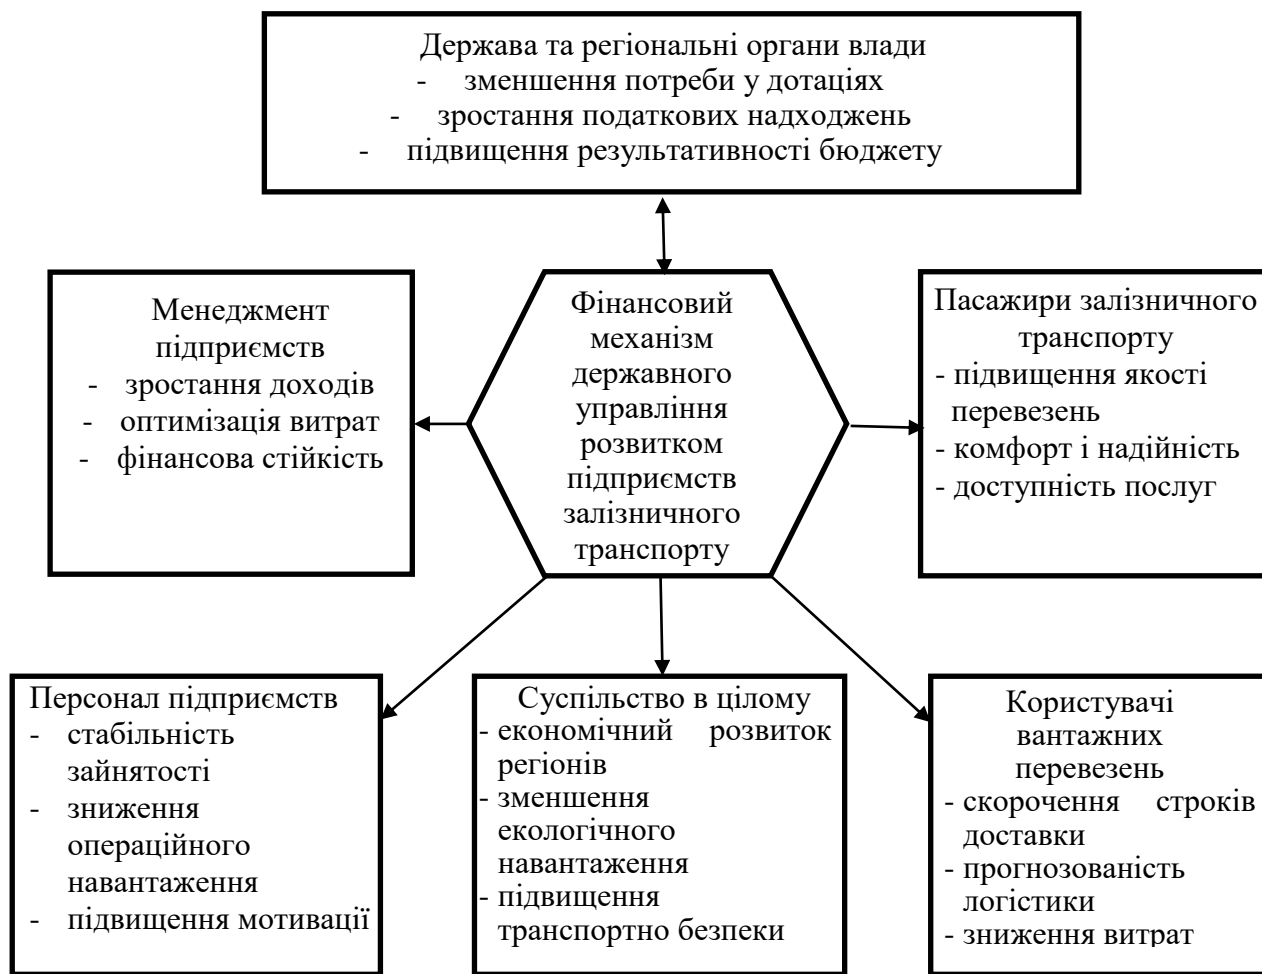 Держава та регіональні органи влади
- зменшення потреби у дотаціях
- зростання податкових надходжень
- підвищення результативності бюджету
Менеджмент
підприємств
- зростання доходів
- оптимізація витрат
- фінансова стійкість
Фінансовий
механізм
державного
управління
розвитком
підприємств
залізничного
транспорту
Пасажири залізничного
транспорту
- підвищення якості
перевезень
- комфорт і надійність
- доступність послуг
Персонал підприємств
- стабільність
зайнятості
- зниження
операційного
навантаження
- підвищення мотивації
Суспільство в цілому
- економічний розвиток
регіонів
- зменшення
екологічного
навантаження
- підвищення
транспортно безпеки
Користувачі
вантажних
перевезень
- скорочення строків
доставки
- прогнозованість
логістики
- зниження витрат